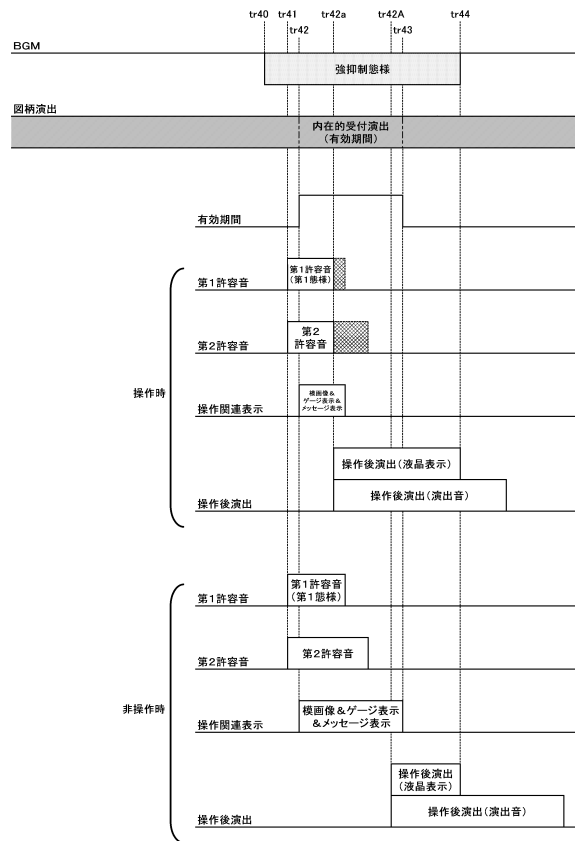 tr40 tr41 tr42a tr42A tr44
tr42 tr43
BGM
強抑制態様
図柄演出
内在的受付演出
(有効期間)
有効期間
操作時
第1許容音
第1許容音
(第1態様)
第2許容音
第2
許容音
操作関連表示
模画像&
ゲージ表示&
メッセージ表示
操作後演出
操作後演出(液晶表示)
操作後演出(演出音)
非操作時
第1許容音
第1許容音
(第1態様)
第2許容音
第2許容音
操作関連表示
模画像&ゲージ表示
&メッセージ表示
操作後演出
操作後演出
(液晶表示)
操作後演出(演出音)